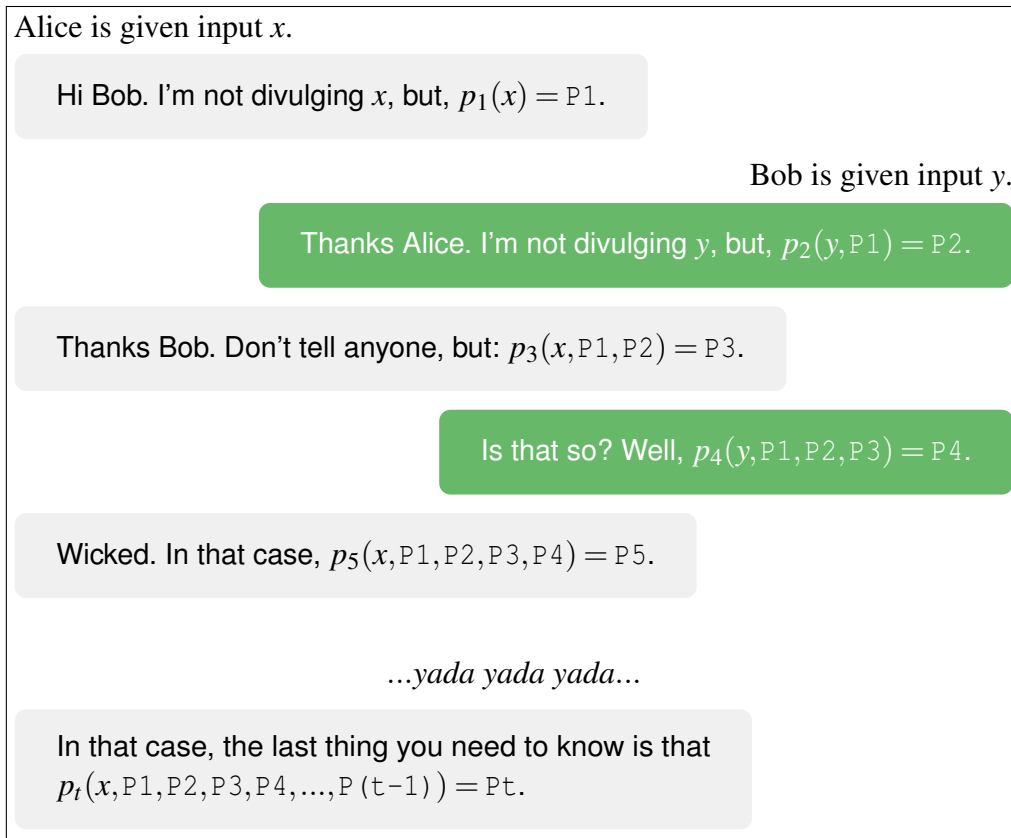 Alice is given input x.
Hi Bob. I'm not divulging x, but, p₁(x) = P1.
Bob is given input y.
Thanks Alice. I'm not divulging y, but, p₂(y,P1) = P2.
Thanks Bob. Don't tell anyone, but: p₃(x,P1,P2) = P3.
Is that so? Well, p₄(y,P1,P2,P3) = P4.
Wicked. In that case, p₅(x,P1,P2,P3,P4) = P5.
...yada yada yada...
In that case, the last thing you need to know is that
pₜ(x,P1,P2,P3,P4,...,P(t-1)) = Pt.